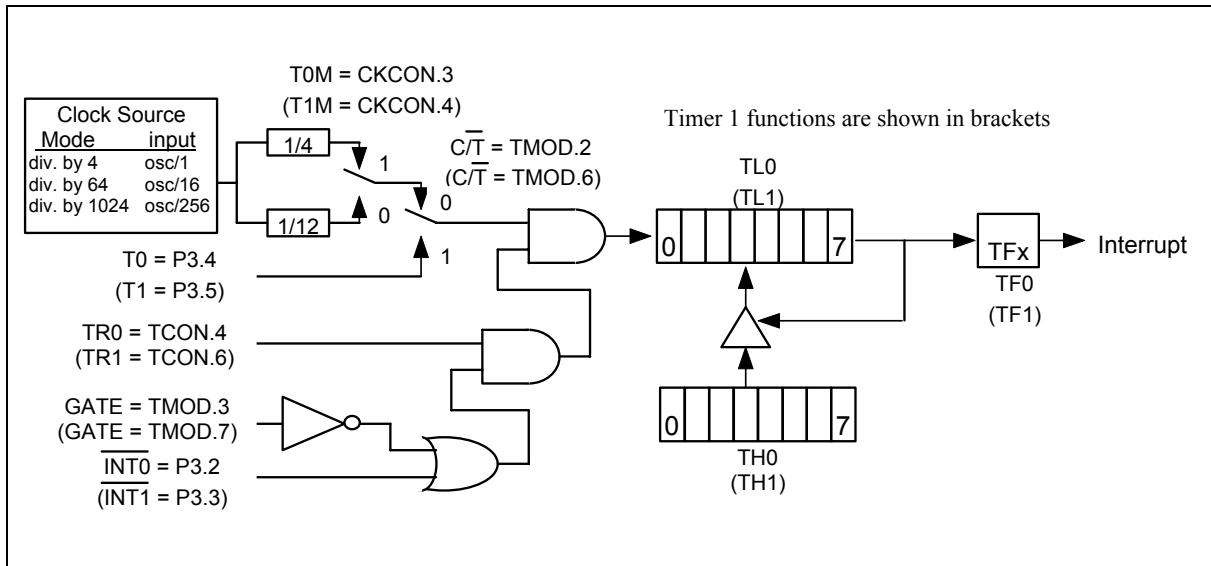 T0M = CKCON.3
(T1M = CKCON.4)
Clock Source
Mode input
div. by 4 osc/1
div. by 64 osc/16
div. by 1024 osc/256
1/4
1/12
1
0
C/T̅ = TMOD.2
(C/T̅ = TMOD.6)
0
1
T0 = P3.4
(T1 = P3.5)
TR0 = TCON.4
(TR1 = TCON.6)
GATE = TMOD.3
(GATE = TMOD.7)
I̅N̅T̅0̅ = P3.2
(I̅N̅T̅1̅ = P3.3)
Timer 1 functions are shown in brackets
TL0
(TL1)
0 7
TFx
TF0
(TF1)
Interrupt
0 7
TH0
(TH1)